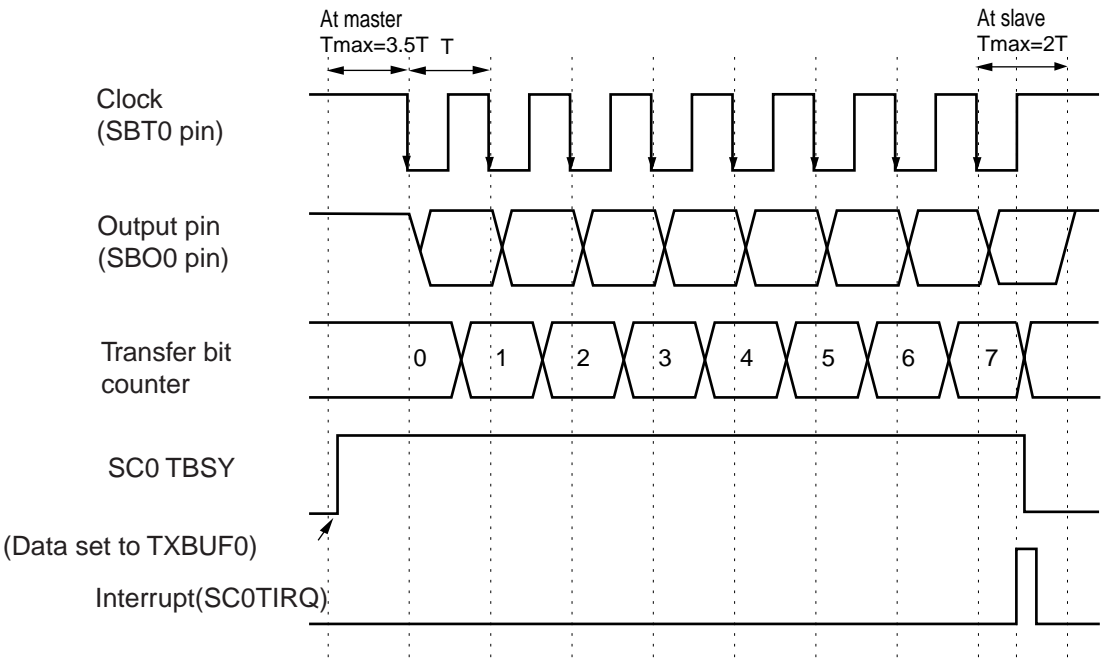 At master
Tmax=3.5T T
At slave
Tmax=2T
Clock
(SBT0 pin)
Output pin
(SBO0 pin)
Transfer bit
counter
0 1 2 3 4 5 6 7
SC0 TBSY
(Data set to TXBUF0)
Interrupt(SC0TIRQ)